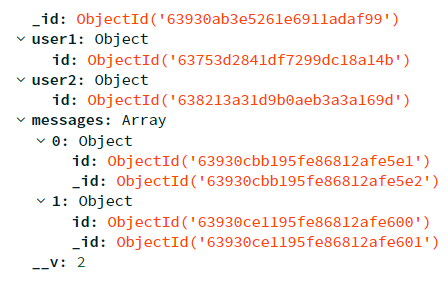 _id: ObjectId('63930ab3e5261e6911adaf99')
user1: Object
id: ObjectId('63753d2841df7299dc18a14b')
user2: Object
id: ObjectId('638213a31d9b0aeb3a3a169d')
messages: Array
0: Object
id: ObjectId('63930cbb195fe86812afe5e1')
_id: ObjectId('63930cbb195fe86812afe5e2')
1: Object
id: ObjectId('63930ce1195fe86812afe600')
_id: ObjectId('63930ce1195fe86812afe601')
__v: 2